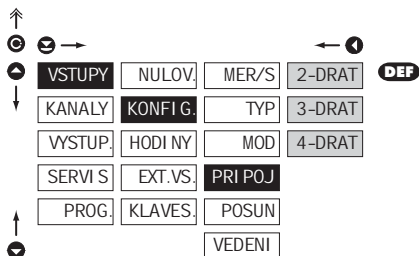 VSTUPY NULOV. MER/S 2-DRAT DEF
KANALY KONFIG. TYP 3-DRAT
VYSTUP. HODINY MOD 4-DRAT
SERVIS EXT.VS. PRIPOJ
PROG. KLAVES. POSUN
VEDENI